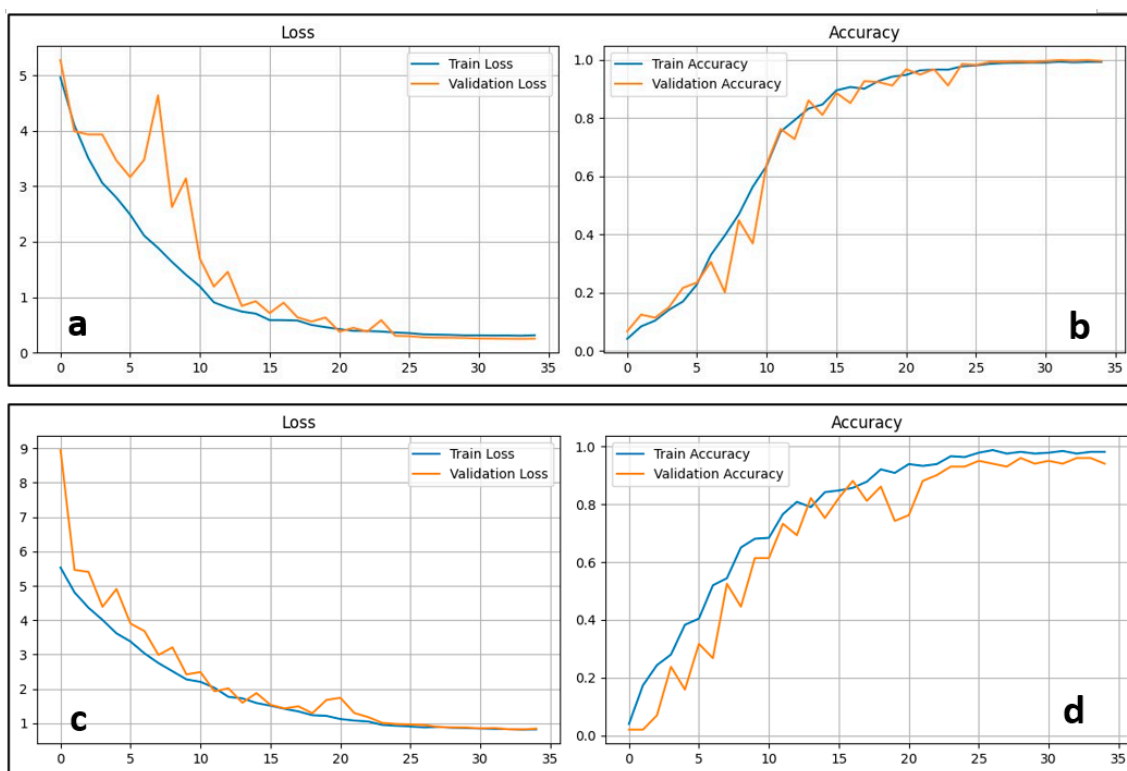 Loss
Train Loss
Validation Loss
5
4
3
2
1
0
a
0 5 10 15 20 25 30 35
Accuracy
Train Accuracy
Validation Accuracy
1.0
0.8
0.6
0.4
0.2
0.0
b
0 5 10 15 20 25 30 35
Loss
Train Loss
Validation Loss
9
8
7
6
5
4
3
2
1
c
0 5 10 15 20 25 30 35
Accuracy
Train Accuracy
Validation Accuracy
1.0
0.8
0.6
0.4
0.2
0.0
d
0 5 10 15 20 25 30 35